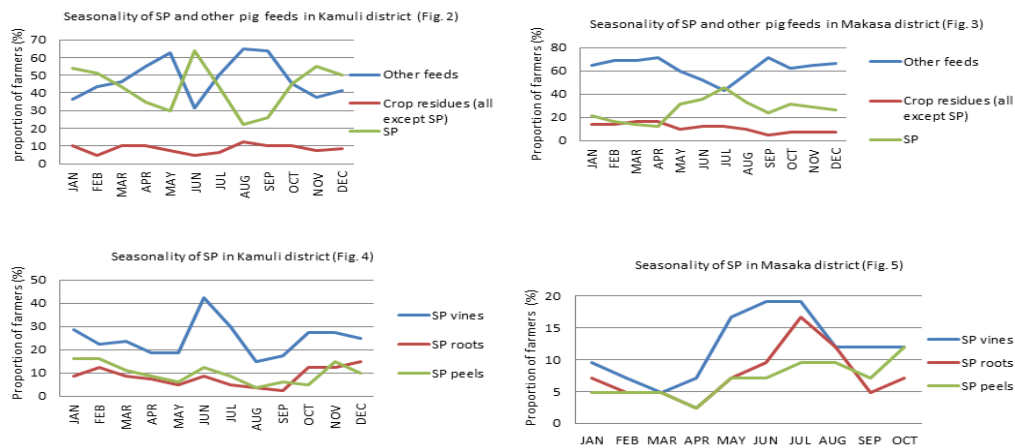 Seasonality of SP and other pig feeds in Kamuli district (Fig. 2)
proportion of farmers (%)
70
60
50
40
30
20
10
0
JAN FEB MAR APR MAY JUN JUL AUG SEP OCT NOV DEC
Other feeds
Crop residues (all
except SP)
SP
Seasonality of SP and other pig feeds in Makasa district (Fig. 3)
Proportion of farmers (%)
80
60
40
20
0
JAN FEB MAR APR MAY JUN JUL AUG SEP OCT NOV DEC
Other feeds
Crop residues (all
except SP)
SP
Seasonality of SP in Kamuli district (Fig. 4)
Proportion of farmers (%)
50
40
30
20
10
0
JAN FEB MAR APR MAY JUN JUL AUG SEP OCT NOV DEC
SP vines
SP roots
SP peels
Seasonality of SP in Masaka district (Fig. 5)
Proportion of farmers (%)
20
15
10
5
0
JAN FEB MAR APR MAY JUN JUL AUG SEP OCT
SP vines
SP roots
SP peels